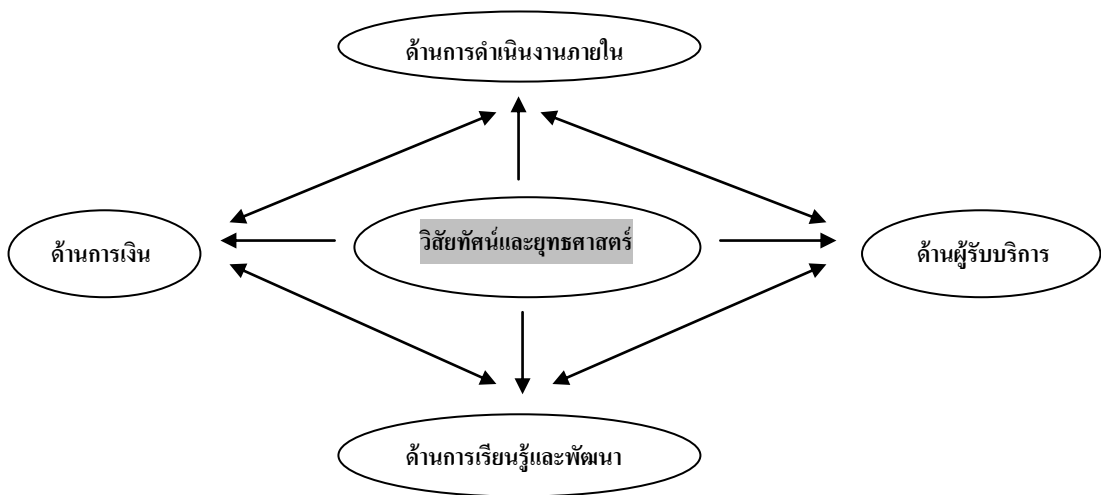 ด้านการดำเนินงานภายใน
วิสัยทัศน์และยุทธศาสตร์
ด้านการเงิน
ด้านผู้รับบริการ
ด้านการเรียนรู้และพัฒนา